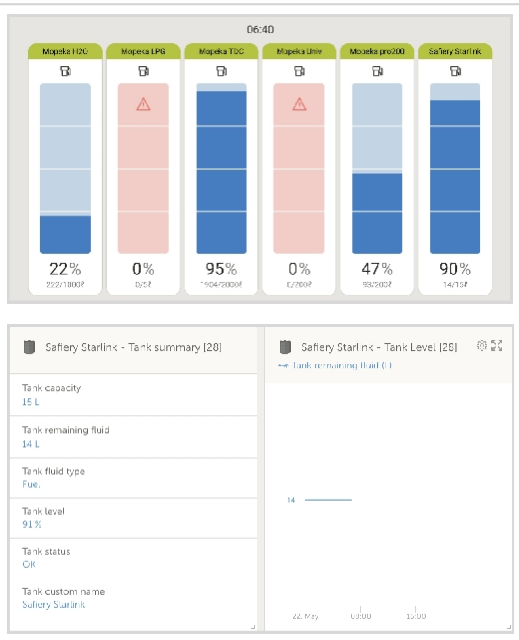 06:40
Mopeka H2O Mopeka LPG Mopeka TDC Mopeka Univ Mopeka pro200 Safiery Starlink
22% 0% 95% 0% 47% 90%
222/1000ℓ 0/5ℓ 1904/2000ℓ 0/200ℓ 93/200ℓ 14/15ℓ
Safiery Starlink - Tank summary [28]
Tank capacity
15 L
Tank remaining fluid
14 L
Tank fluid type
Fuel
Tank level
91 %
Tank status
OK
Tank custom name
Safiery Starlink
Safiery Starlink - Tank Level [28]
Tank remaining fluid (L)
14
22. May 08:00 16:00